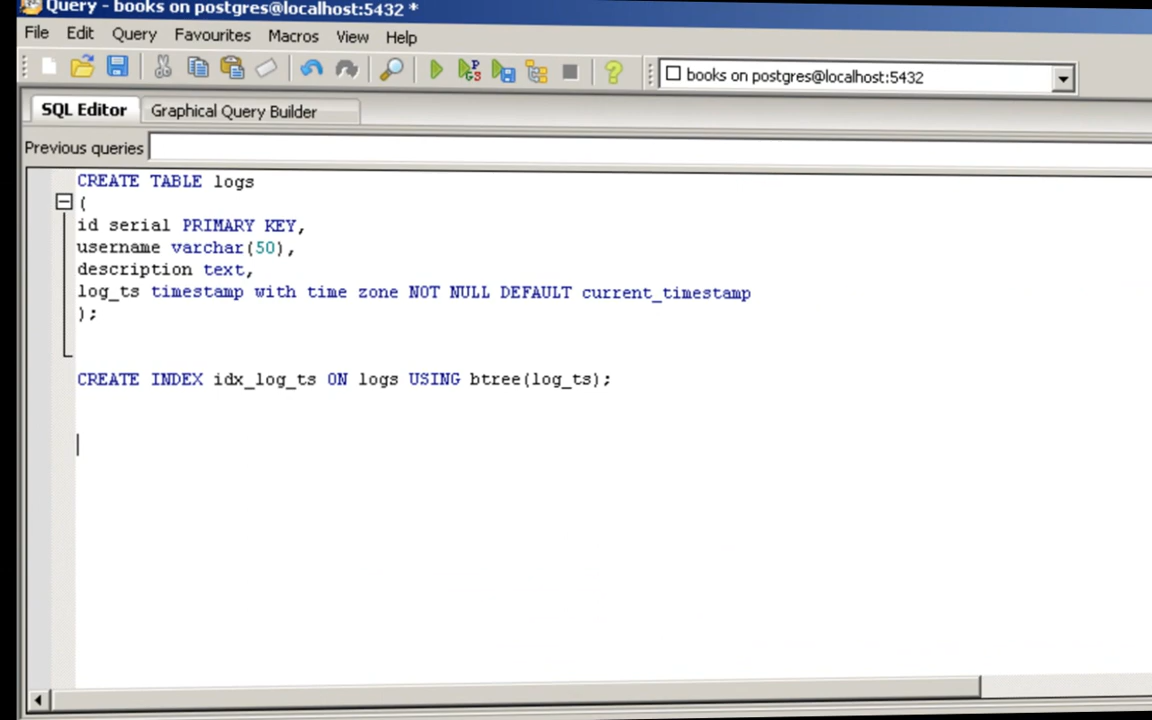 Query - books on postgres@localhost:5432 *
File Edit Query Favourites Macros View Help
books on postgres@localhost:5432
SQL Editor Graphical Query Builder
Previous queries
CREATE TABLE logs
(
id serial PRIMARY KEY,
username varchar(50),
description text,
log_ts timestamp with time zone NOT NULL DEFAULT current_timestamp
);
CREATE INDEX idx_log_ts ON logs USING btree(log_ts);